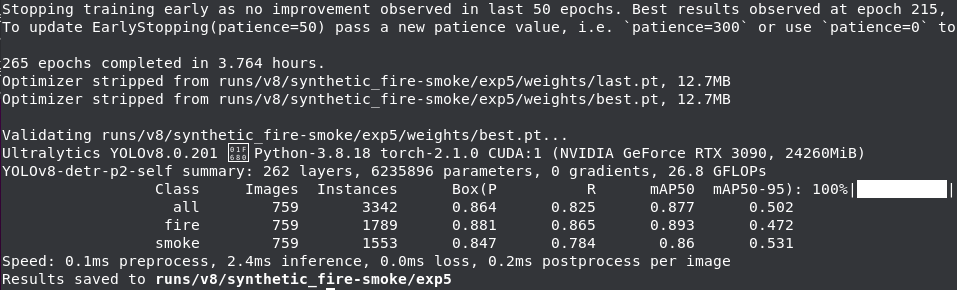 Stopping training early as no improvement observed in last 50 epochs. Best results observed at epoch 215,
To update EarlyStopping(patience=50) pass a new patience value, i.e. `patience=300` or use `patience=0` to
265 epochs completed in 3.764 hours.
Optimizer stripped from runs/v8/synthetic_fire-smoke/exp5/weights/last.pt, 12.7MB
Optimizer stripped from runs/v8/synthetic_fire-smoke/exp5/weights/best.pt, 12.7MB
Validating runs/v8/synthetic_fire-smoke/exp5/weights/best.pt...
Ultralytics YOLOv8.0.201 🚀 Python-3.8.18 torch-2.1.0 CUDA:1 (NVIDIA GeForce RTX 3090, 24260MiB)
YOLOv8-detr-p2-self summary: 262 layers, 6235896 parameters, 0 gradients, 26.8 GFLOPs
Class Images Instances Box(P R mAP50 mAP50-95): 100%|██████████|
all 759 3342 0.864 0.825 0.877 0.502
fire 759 1789 0.881 0.865 0.893 0.472
smoke 759 1553 0.847 0.784 0.86 0.531
Speed: 0.1ms preprocess, 2.4ms inference, 0.0ms loss, 0.2ms postprocess per image
Results saved to runs/v8/synthetic_fire-smoke/exp5